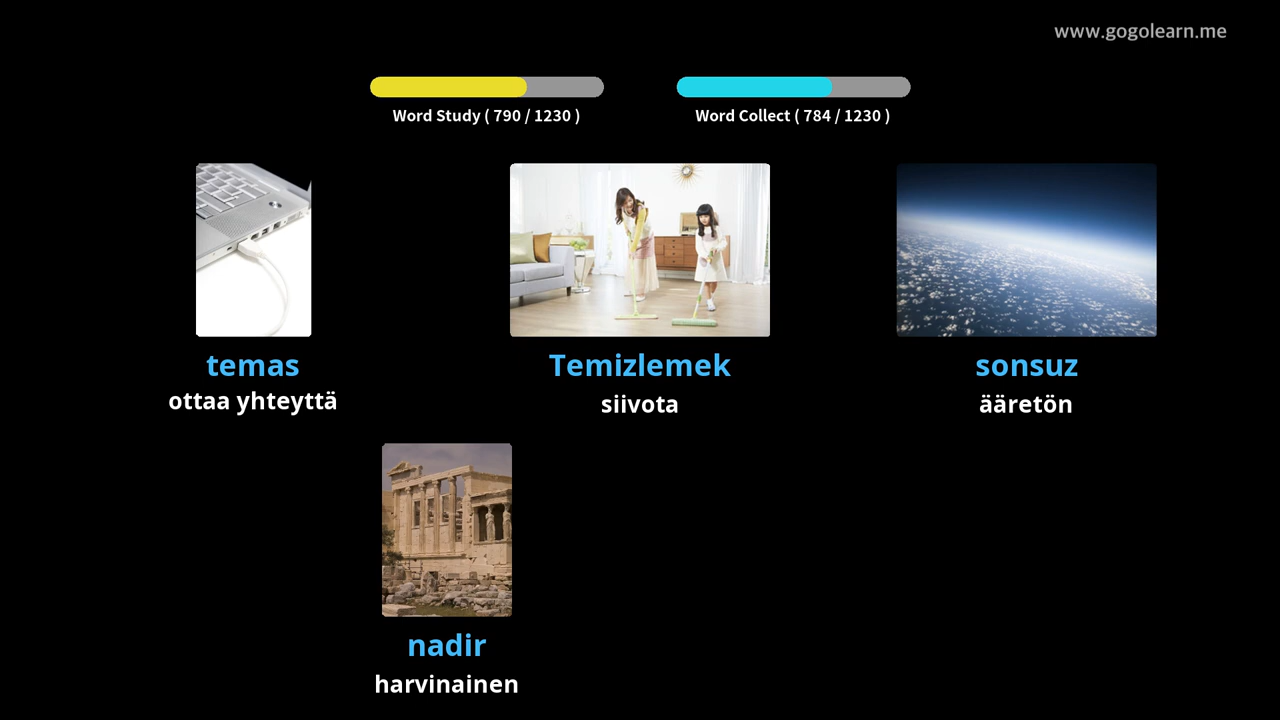 www.gogolearn.me
Word Study ( 790 / 1230 )
Word Collect ( 784 / 1230 )
temas
ottaa yhteyttä
Temizlemek
siivota
sonsuz
ääretön
nadir
harvinainen